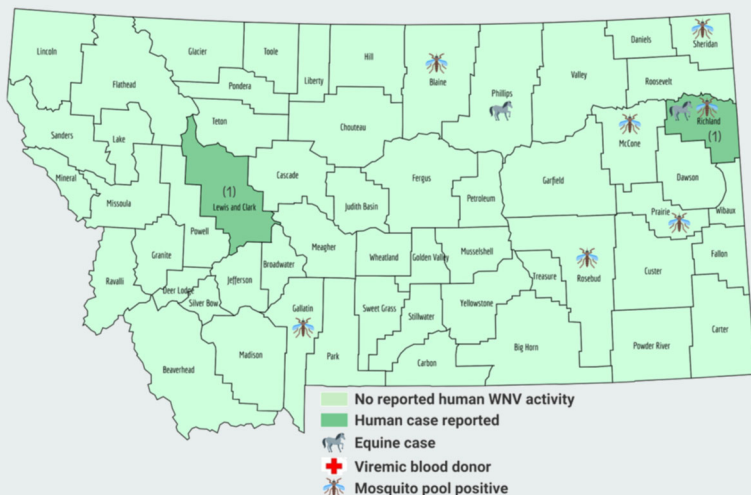 Lincoln
Flathead
Glacier
Toole
Liberty
Hill
Blaine
Phillips
Valley
Daniels
Sheridan
Roosevelt
Pondera
Teton
Chouteau
Sanders
Lake
Mineral
Missoula
Powell
(1)
Lewis and Clark
Cascade
Judith Basin
Fergus
Petroleum
Garfield
McCone
Richland
(1)
Dawson
Prairie
Wibaux
Granite
Ravalli
Deer Lodge
Silver Bow
Jefferson
Broadwater
Meagher
Wheatland
Golden Valley
Musselshell
Treasure
Rosebud
Custer
Fallon
Gallatin
Sweet Grass
Stillwater
Yellowstone
Beaverhead
Madison
Park
Carbon
Big Horn
Powder River
Carter
No reported human WNV activity
Human case reported
Equine case
Viremic blood donor
Mosquito pool positive